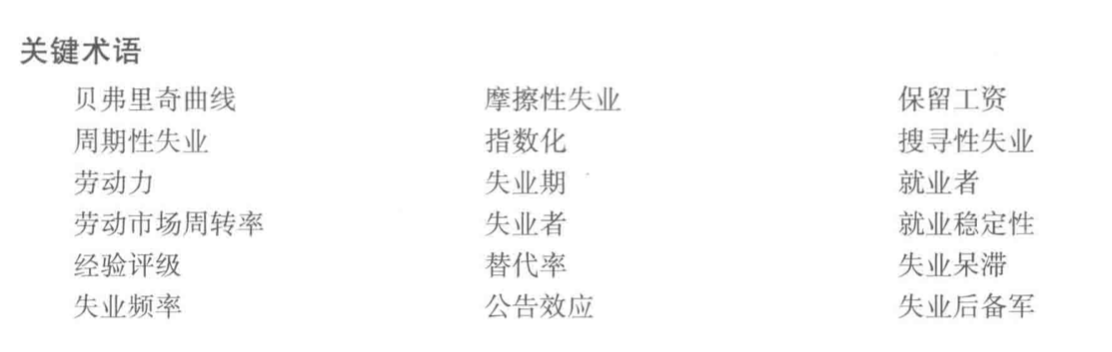 关键术语
贝弗里奇曲线 摩擦性失业 保留工资
周期性失业 指数化 搜寻性失业
劳动力 失业期 就业者
劳动市场周转率 失业者 就业稳定性
经验评级 替代率 失业呆滞
失业频率 公告效应 失业后备军